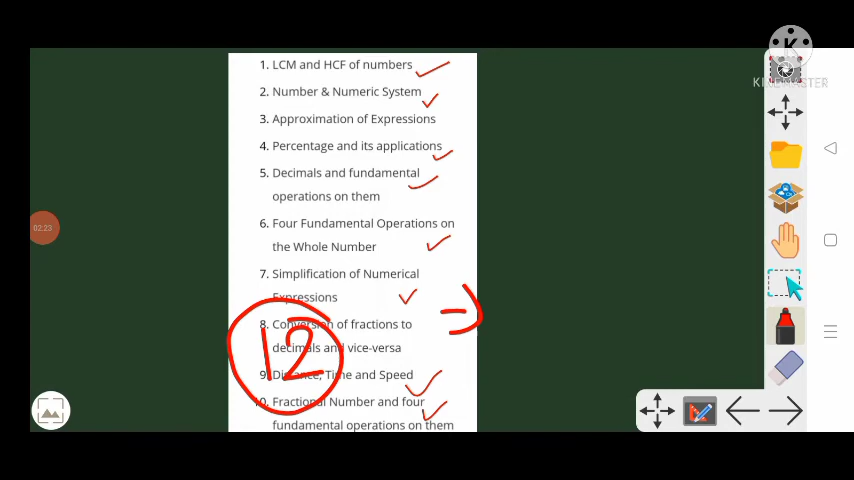 KINEMASTER
1. LCM and HCF of numbers
2. Number & Numeric System
3. Approximation of Expressions
4. Percentage and its applications
5. Decimals and fundamental
operations on them
6. Four Fundamental Operations on
the Whole Number
02:23
7. Simplification of Numerical
Expressions
8. Conversion of fractions to
decimals and vice-versa
12
9. Distance, Time and Speed
10. Fractional Number and four
fundamental operations on them